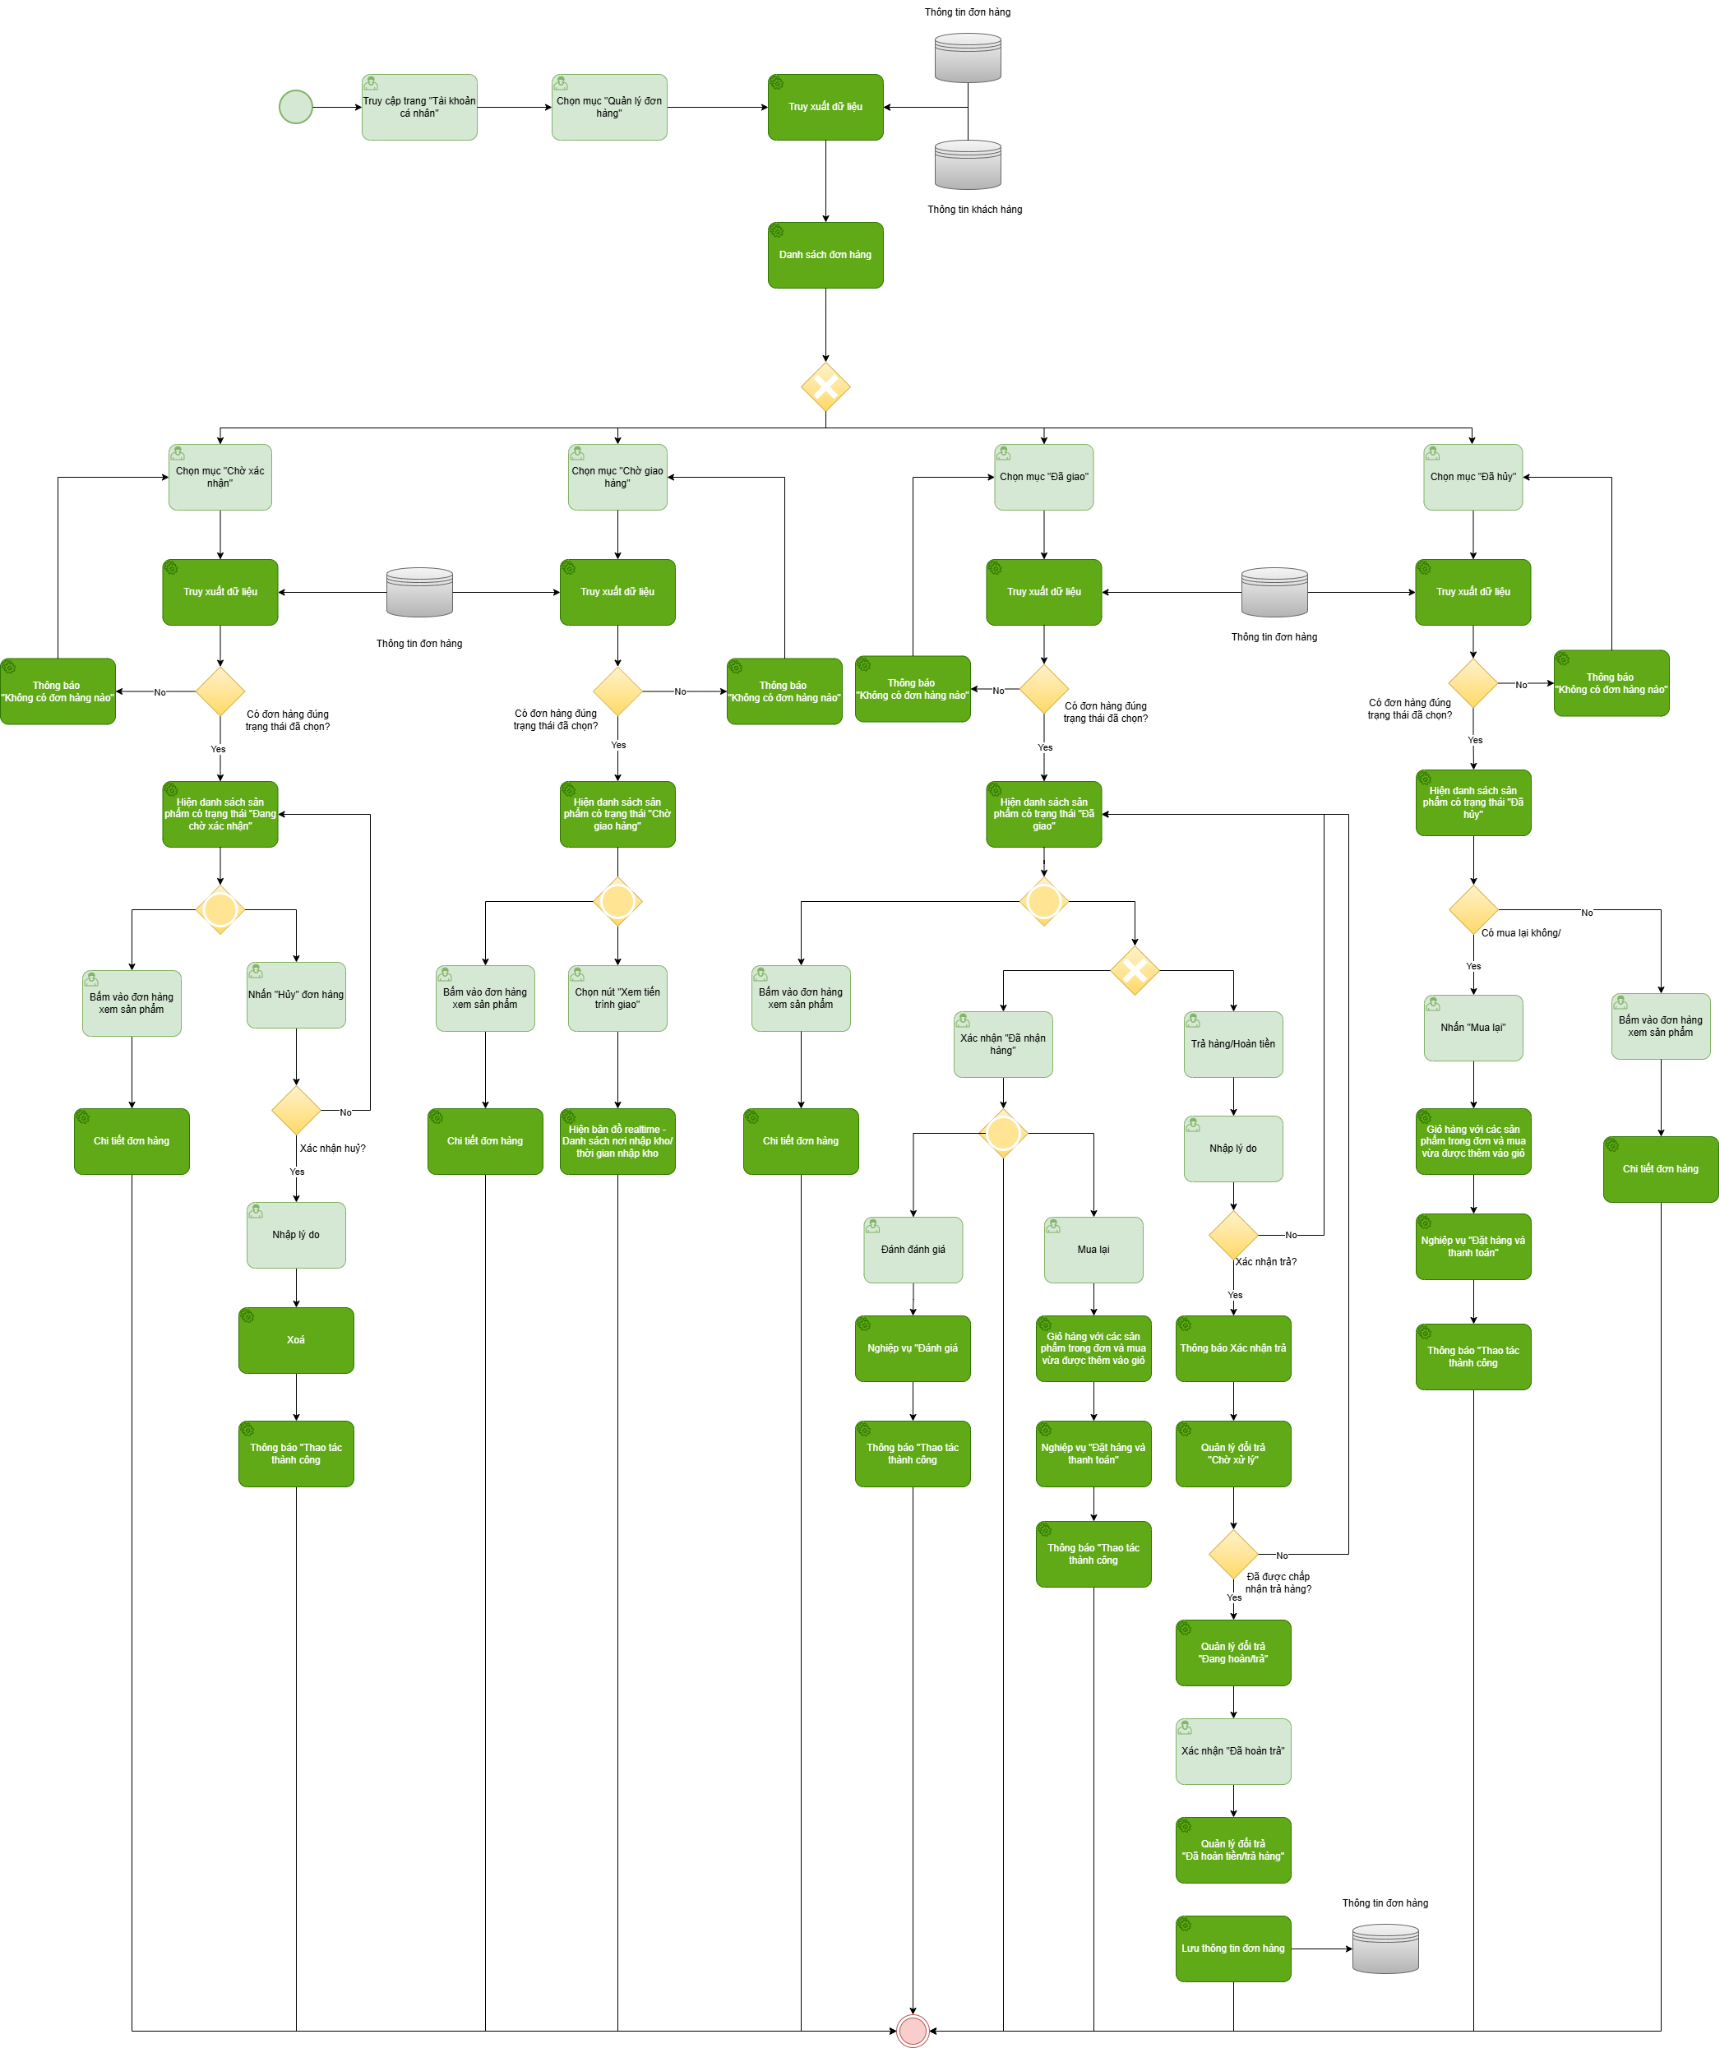 Thông tin đơn hàng
Truy cập trang "Tài khoản
cá nhân"
Chọn mục "Quản lý đơn
hàng"
Truy xuất dữ liệu
Thông tin khách hàng
Danh sách đơn hàng
Chọn mục "Chờ xác
nhận"
Chọn mục "Chờ giao
hàng"
Chọn mục "Đã giao"
Chọn mục "Đã hủy"
Truy xuất dữ liệu
Thông tin đơn hàng
Truy xuất dữ liệu
Truy xuất dữ liệu
Thông tin đơn hàng
Truy xuất dữ liệu
Thông báo
"Không có đơn hàng nào"
No
Có đơn hàng đúng
trạng thái đã chọn?
Yes
Có đơn hàng đúng
trạng thái đã chọn?
No
Thông báo
"Không có đơn hàng nào"
Yes
Thông báo
"Không có đơn hàng nào"
No
Có đơn hàng đúng
trạng thái đã chọn?
Yes
Có đơn hàng đúng
trạng thái đã chọn?
No
Thông báo
"Không có đơn hàng nào"
Yes
Hiện danh sách sản
phẩm có trạng thái "Đang
chờ xác nhận"
Hiện danh sách sản
phẩm có trạng thái "Chờ
giao hàng"
Hiện danh sách sản
phẩm có trạng thái "Đã
giao"
Hiện danh sách sản
phẩm có trạng thái "Đã
hủy"
No
Có mua lại không/
Yes
Bấm vào đơn hàng
xem sản phẩm
Nhấn "Hủy" đơn hàng
Bấm vào đơn hàng
xem sản phẩm
Chọn nút "Xem tiến
trình giao"
Bấm vào đơn hàng
xem sản phẩm
Xác nhận "Đã nhận
hàng"
Trả hàng/Hoàn tiền
Nhấn "Mua lại"
Bấm vào đơn hàng
xem sản phẩm
Chi tiết đơn hàng
No
Xác nhận huỷ?
Yes
Chi tiết đơn hàng
Hiện bản đồ realtime -
Danh sách nơi nhập kho/
thời gian nhập kho
Chi tiết đơn hàng
Nhập lý do
Giỏ hàng với các sản
phẩm trong đơn và mua
vừa được thêm vào giỏ
Chi tiết đơn hàng
Nhập lý do
Đánh đánh giá
Mua lại
No
Xác nhận trả?
Yes
Nghiệp vụ "Đặt hàng và
thanh toán"
Xoá
Nghiệp vụ "Đánh giá
Giỏ hàng với các sản
phẩm trong đơn và mua
vừa được thêm vào giỏ
Thông báo Xác nhận trả
Thông báo "Thao tác
thành công
Thông báo "Thao tác
thành công
Thông báo "Thao tác
thành công
Nghiệp vụ "Đặt hàng và
thanh toán"
Quản lý đổi trả
"Chờ xử lý"
Thông báo "Thao tác
thành công
No
Đã được chấp
nhận trả hàng?
Yes
Quản lý đổi trả
"Đang hoàn/trả"
Xác nhận "Đã hoàn trả"
Quản lý đổi trả
"Đã hoàn tiền/trả hàng"
Thông tin đơn hàng
Lưu thông tin đơn hàng